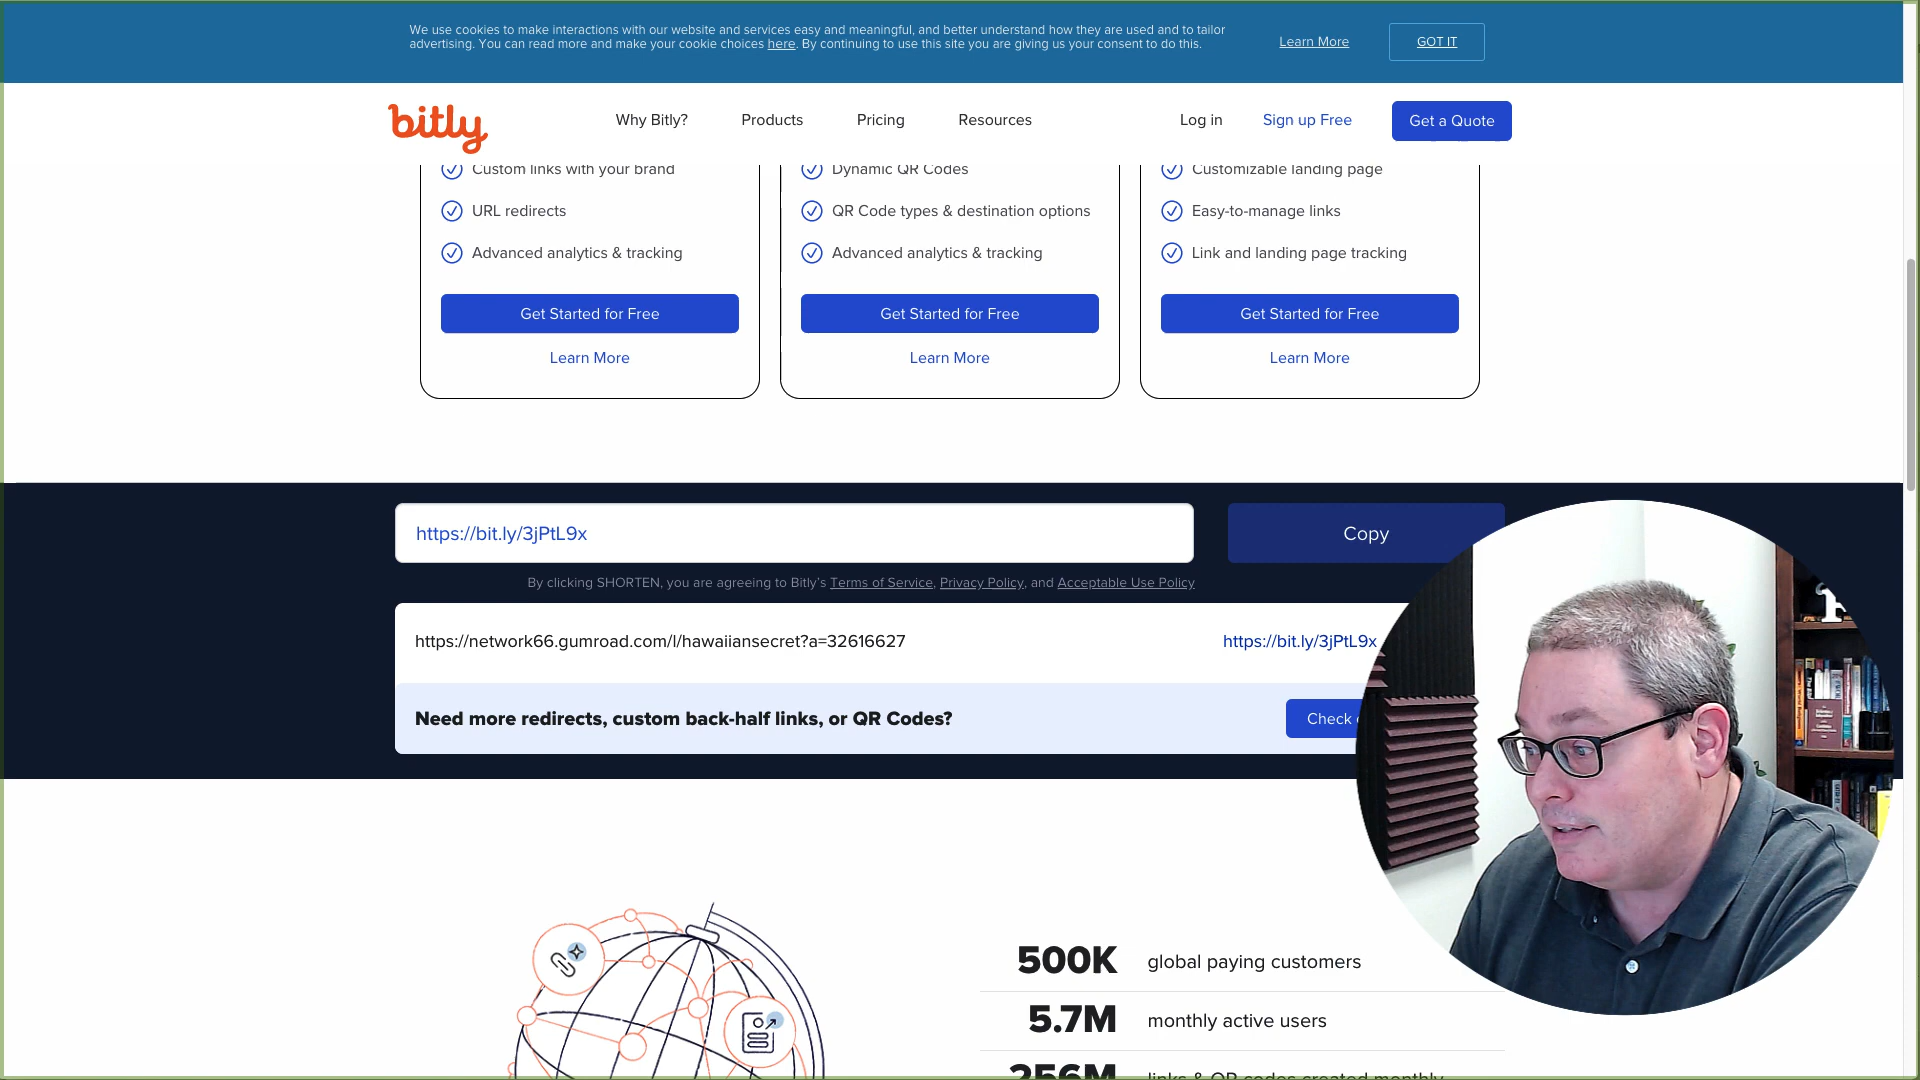 We use cookies to make interactions with our website and services easy and meaningful, and better understand how they are used and to tailor
advertising. You can read more and make your cookie choices here. By continuing to use this site you are giving us your consent to do this.
Learn More
GOT IT
bitly
Why Bitly?
Products
Pricing
Resources
Log in
Sign up Free
Get a Quote
Custom links with your brand
URL redirects
Advanced analytics & tracking
Get Started for Free
Learn More
Dynamic QR Codes
QR Code types & destination options
Advanced analytics & tracking
Get Started for Free
Learn More
Customizable landing page
Easy-to-manage links
Link and landing page tracking
Get Started for Free
Learn More
https://bit.ly/3jPtL9x
Copy
By clicking SHORTEN, you are agreeing to Bitly's Terms of Service, Privacy Policy, and Acceptable Use Policy
https://network66.gumroad.com/l/hawaiiansecret?a=32616627
https://bit.ly/3jPtL9x
Need more redirects, custom back-half links, or QR Codes?
Check
500K global paying customers
5.7M monthly active users
256M links & QR codes created monthly